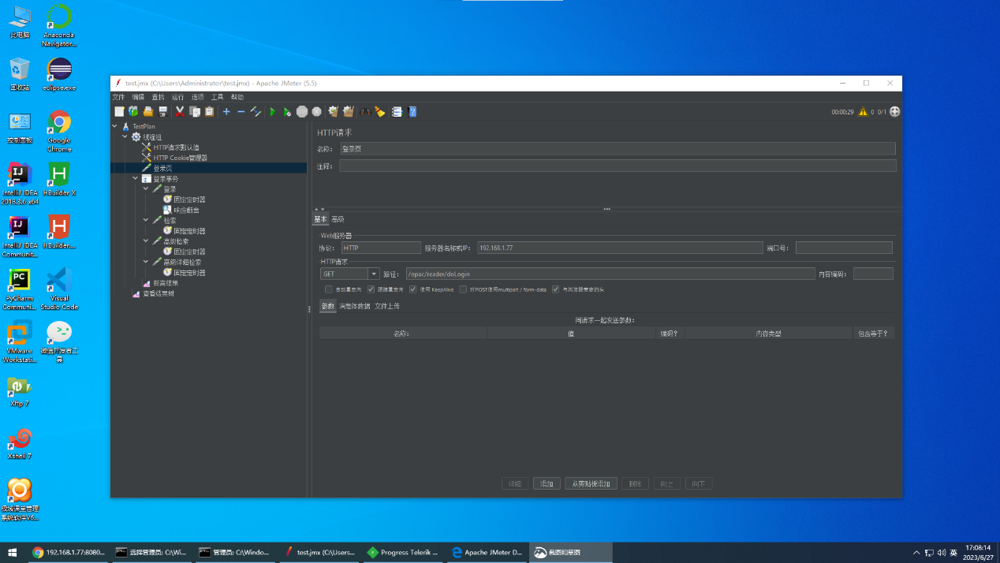 此电脑
Anaconda
Navigator...
回收站
eclipse.exe
控制面板
Google
Chrome
IntelliJ IDEA
2018.3.6 x64
HBuilder X
IntelliJ IDEA
Communit...
HBuilder....
PyCharm
Communi...
Visual
Studio Code
VMware
Workstati...
微信开发者工
具
Xftp 7
Xshell 7
极域课堂管理
系统软件V6...
test.jmx (C:\Users\Administrator\test.jmx) - Apache JMeter (5.5)
文件 编辑 查找 运行 选项 工具 帮助
00:00:29 0 0/1
TestPlan
线程组
HTTP请求默认值
HTTP Cookie管理器
登录页
登录事务
登录
固定定时器
响应断言
检索
固定定时器
高级检索
固定定时器
高级详细检索
固定定时器
断言结果
查看结果树
HTTP请求
名称： 登录页
注释：
基本 高级
Web服务器
协议： HTTP 服务器名称或IP： 192.168.1.77 端口号：
HTTP请求
GET 路径： /opac/reader/doLogin 内容编码：
自动重定向 跟随重定向 使用 KeepAlive 对POST使用multipart / form-data 与浏览器兼容的头
参数 消息体数据 文件上传
同请求一起发送参数：
名称： 值 编码? 内容类型 包含等于?
详细 添加 从剪贴板添加 删除 向上 向下
192.168.1.77:8080... 选择管理员: C:\Wi... 管理员: C:\Windo... test.jmx (C:\Users... Progress Telerik ... Apache JMeter D... 截图和草图
英
17:08:14
2023/6/27